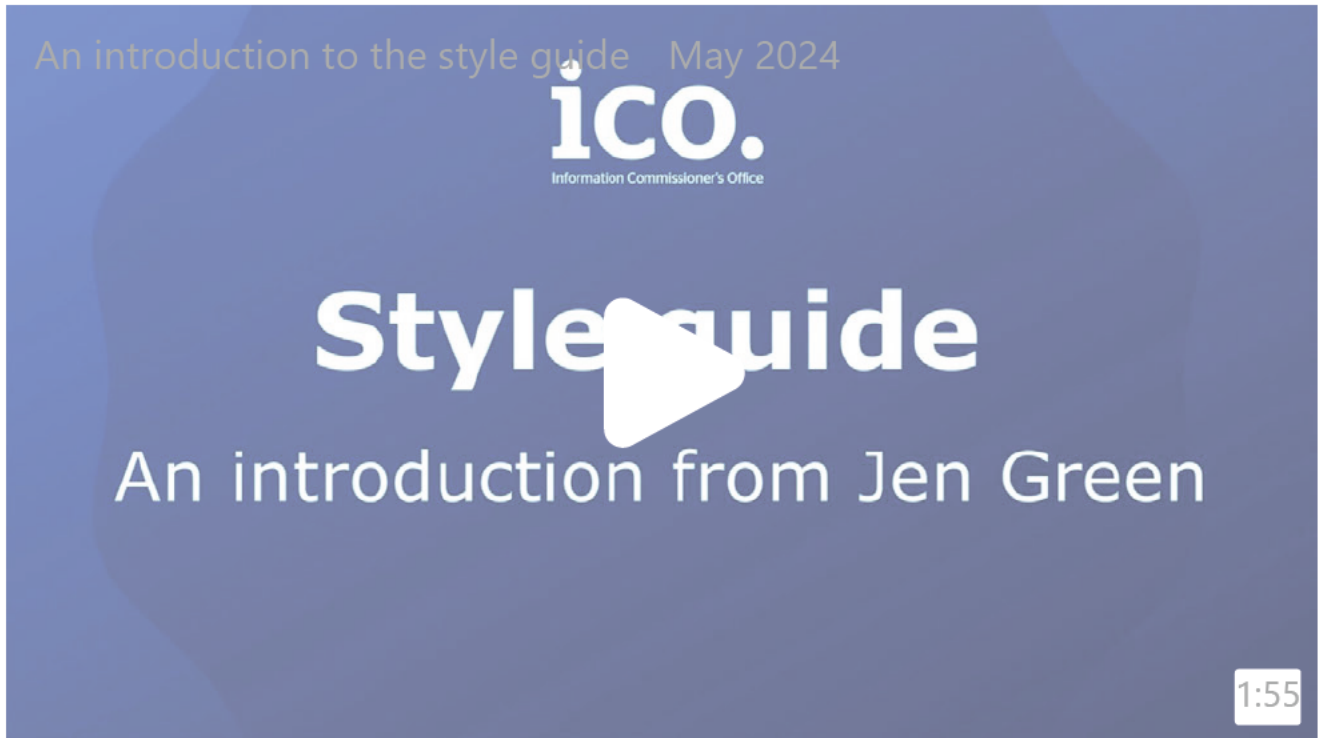 An introduction to the style guide May 2024
ico.
Information Commissioner's Office
Style guide
An introduction from Jen Green
1:55